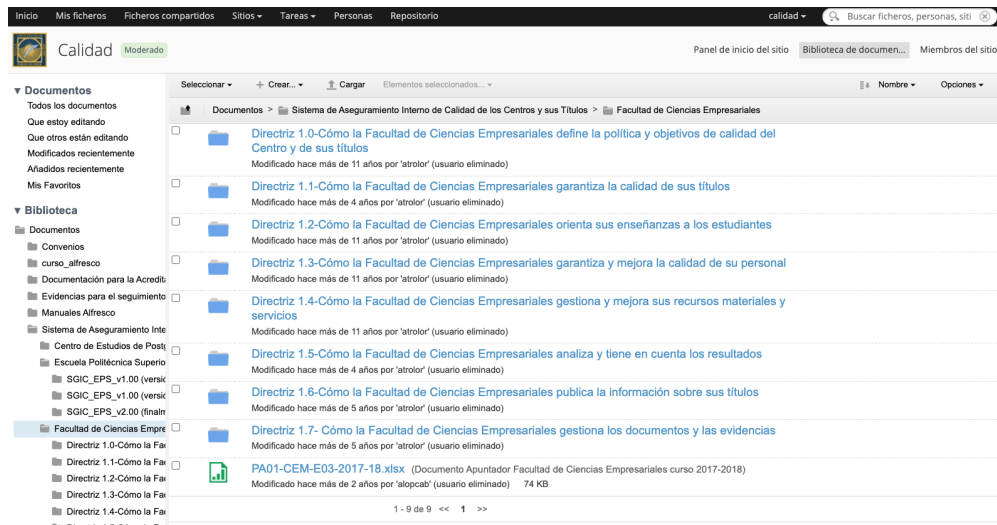 Inicio Mis ficheros Ficheros compartidos Sitios Tareas Personas Repositorio calidad Buscar ficheros, personas, siti
Calidad Moderado Panel de inicio del sitio Biblioteca de documen... Miembros del sitio
Documentos
Todos los documentos
Que estoy editando
Que otros están editando
Modificados recientemente
Añadidos recientemente
Mis Favoritos
Biblioteca
Documentos
Convenios
curso_alfresco
Documentación para la Acredita
Evidencias para el seguimiento
Manuales Alfresco
Sistema de Aseguramiento Inte
Centro de Estudios de Postg
Escuela Politécnica Superio
SGIC_EPS_v1.00 (versió
SGIC_EPS_v1.00 (versió
SGIC_EPS_v2.00 (finalm
Facultad de Ciencias Empre
Directriz 1.0-Cómo la Fac
Directriz 1.1-Cómo la Fac
Directriz 1.2-Cómo la Fac
Directriz 1.3-Cómo la Fac
Directriz 1.4-Cómo la Fac
Seleccionar + Crear... Cargar Elementos seleccionados... Nombre Opciones
Documentos > Sistema de Aseguramiento Interno de Calidad de los Centros y sus Títulos > Facultad de Ciencias Empresariales
Directriz 1.0-Cómo la Facultad de Ciencias Empresariales define la política y objetivos de calidad del
Centro y de sus títulos
Modificado hace más de 11 años por 'atrolor' (usuario eliminado)
Directriz 1.1-Cómo la Facultad de Ciencias Empresariales garantiza la calidad de sus títulos
Modificado hace más de 4 años por 'atrolor' (usuario eliminado)
Directriz 1.2-Cómo la Facultad de Ciencias Empresariales orienta sus enseñanzas a los estudiantes
Modificado hace más de 11 años por 'atrolor' (usuario eliminado)
Directriz 1.3-Cómo la Facultad de Ciencias Empresariales garantiza y mejora la calidad de su personal
Modificado hace más de 11 años por 'atrolor' (usuario eliminado)
Directriz 1.4-Cómo la Facultad de Ciencias Empresariales gestiona y mejora sus recursos materiales y
servicios
Modificado hace más de 11 años por 'atrolor' (usuario eliminado)
Directriz 1.5-Cómo la Facultad de Ciencias Empresariales analiza y tiene en cuenta los resultados
Modificado hace más de 4 años por 'atrolor' (usuario eliminado)
Directriz 1.6-Cómo la Facultad de Ciencias Empresariales publica la información sobre sus títulos
Modificado hace más de 5 años por 'atrolor' (usuario eliminado)
Directriz 1.7- Cómo la Facultad de Ciencias Empresariales gestiona los documentos y las evidencias
Modificado hace más de 5 años por 'atrolor' (usuario eliminado)
PA01-CEM-E03-2017-18.xlsx (Documento Apuntador Facultad de Ciencias Empresariales curso 2017-2018)
Modificado hace más de 2 años por 'alopcab' (usuario eliminado) 74 KB
1 - 9 de 9 << 1 >>